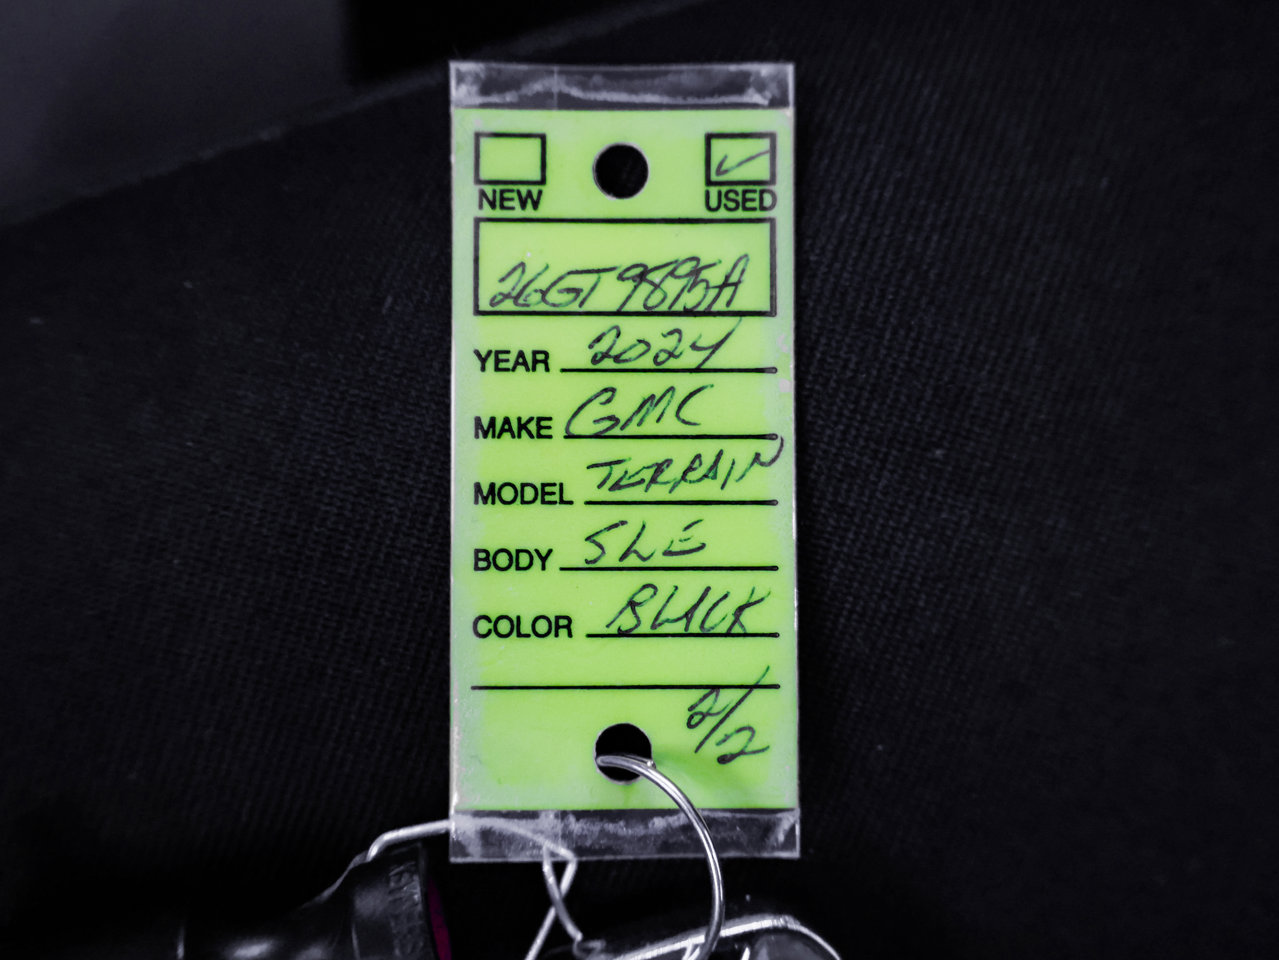 NEW USED
26GT9895A
YEAR 2024
MAKE GMC
MODEL TERRAIN
BODY SLE
COLOR BLACK
2/2